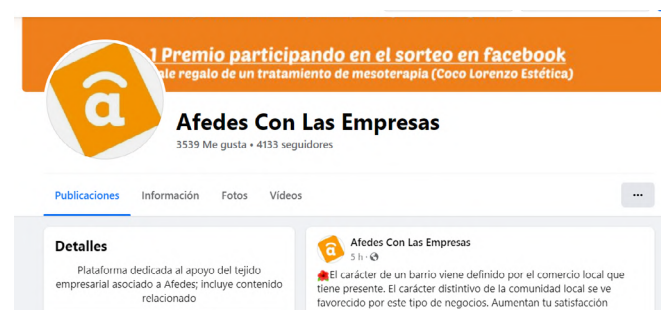 1 Premio participando en el sorteo en facebook
ale regalo de un tratamiento de mesoterapia (Coco Lorenzo Estética)
a
Afedes Con Las Empresas
3539 Me gusta • 4133 seguidores
Publicaciones Información Fotos Vídeos ...
Detalles
Plataforma dedicada al apoyo del tejido
empresarial asociado a Afedes; incluye contenido
relacionado
a
Afedes Con Las Empresas
5 h ·
El carácter de un barrio viene definido por el comercio local que
tiene presente. El carácter distintivo de la comunidad local se ve
favorecido por este tipo de negocios. Aumentan tu satisfacción